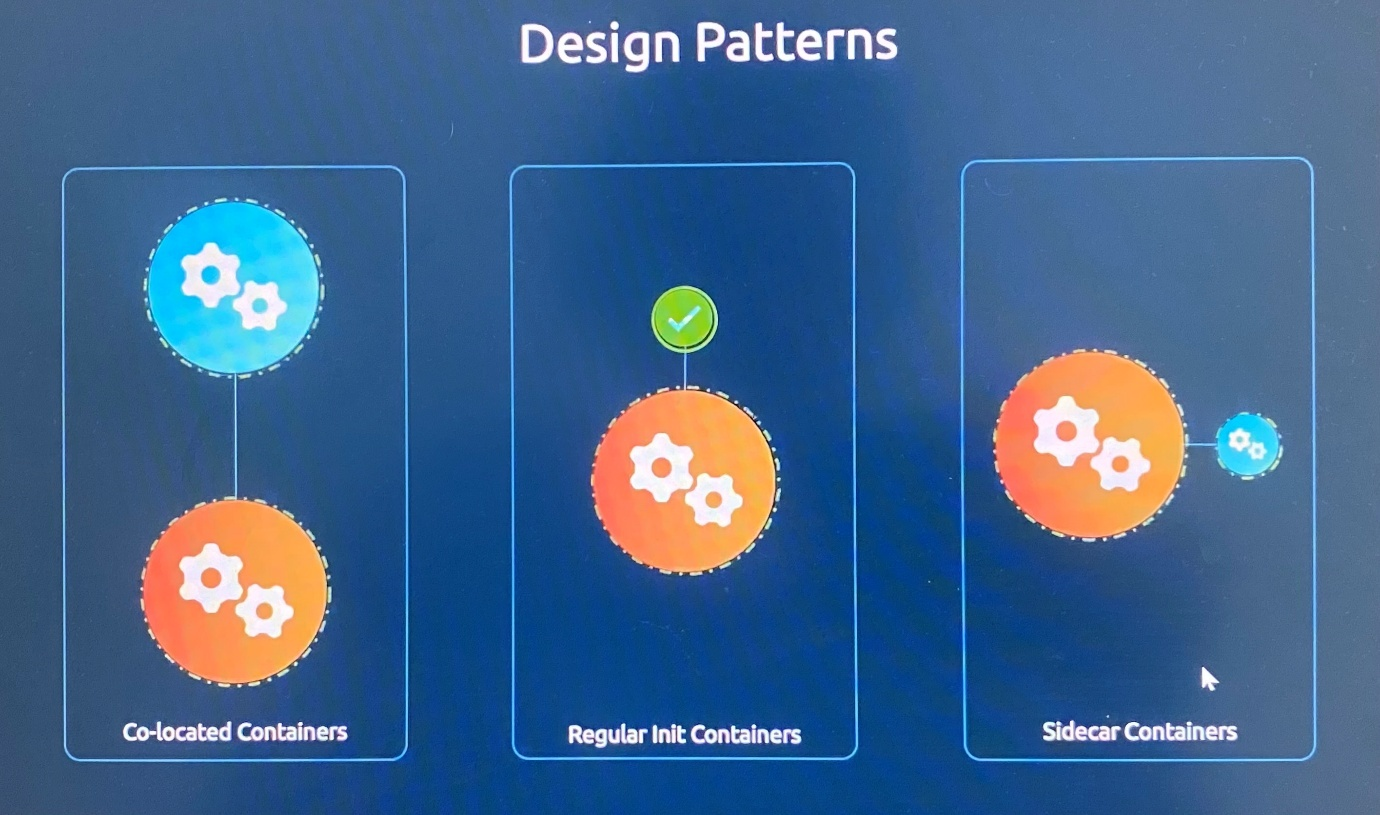 Design Patterns
Co-located Containers
Regular Init Containers
Sidecar Containers